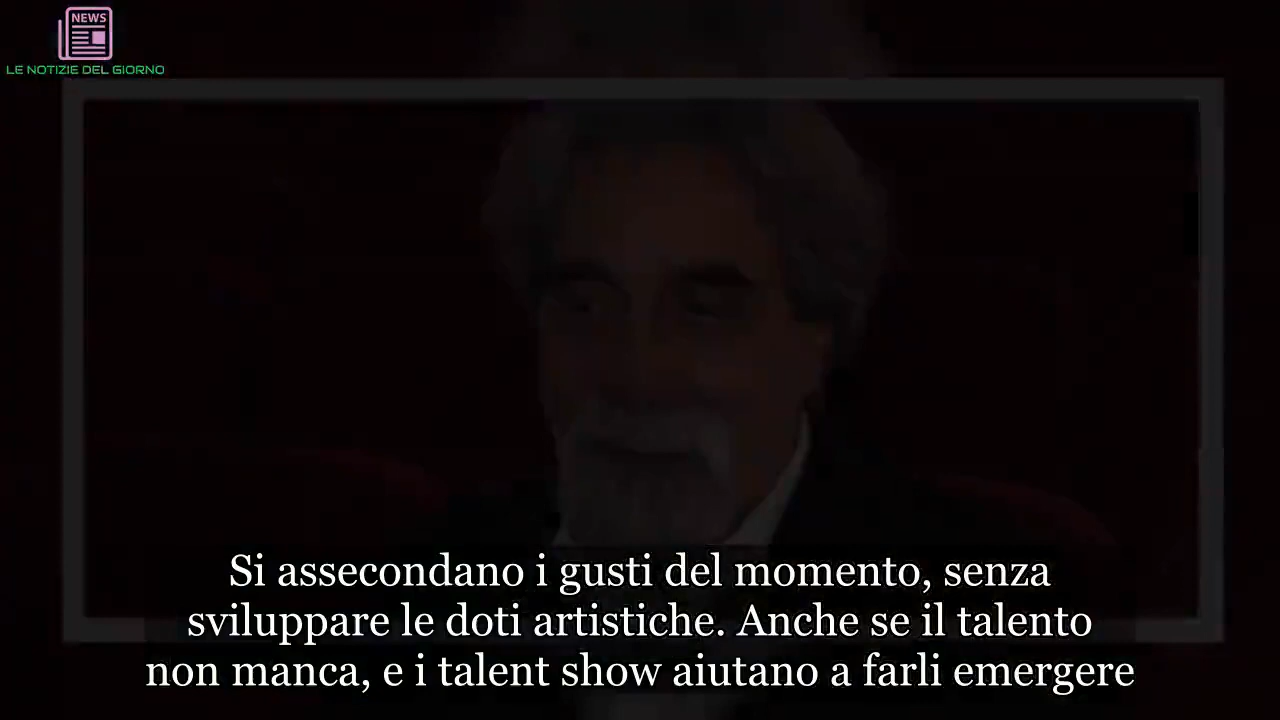 NEWS
LE NOTIZIE DEL GIORNO
Si assecondano i gusti del momento, senza
sviluppare le doti artistiche. Anche se il talento
non manca, e i talent show aiutano a farli emergere